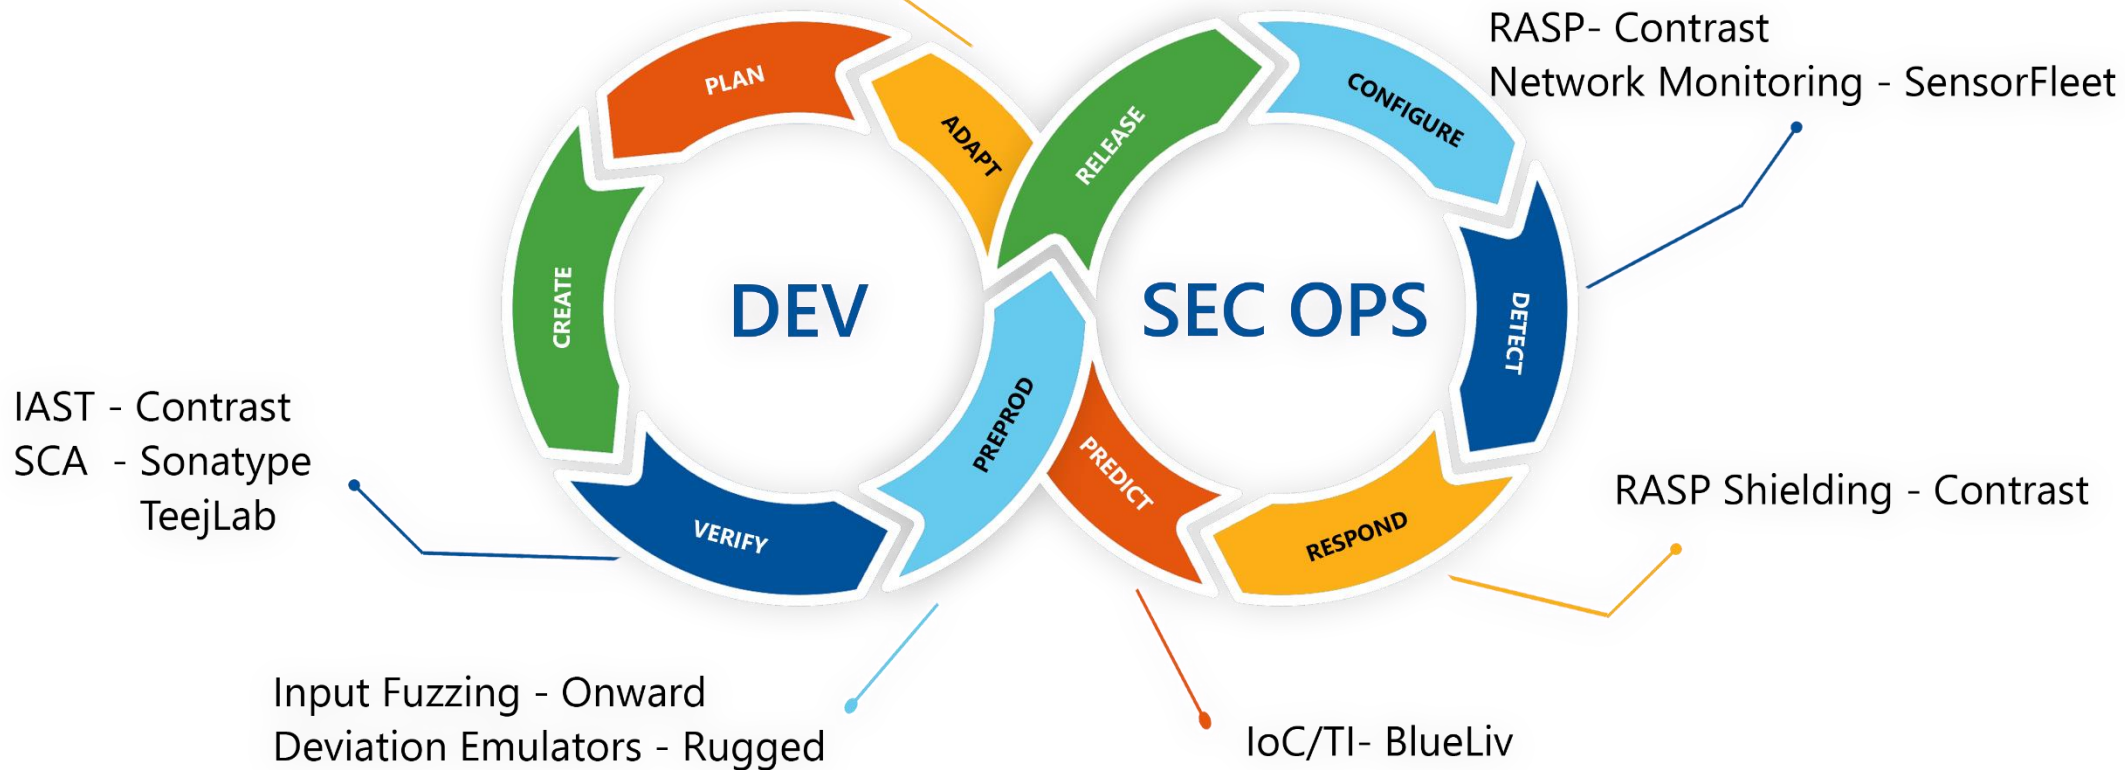 RASP- Contrast
Network Monitoring - SensorFleet
PLAN
ADAPT
RELEASE
CONFIGURE
CREATE
DEV
SEC OPS
DETECT
IAST - Contrast
SCA - Sonatype
TeejLab
VERIFY
PREPROD
PREDICT
RESPOND
RASP Shielding - Contrast
Input Fuzzing - Onward
Deviation Emulators - Rugged
IoC/TI- BlueLiv